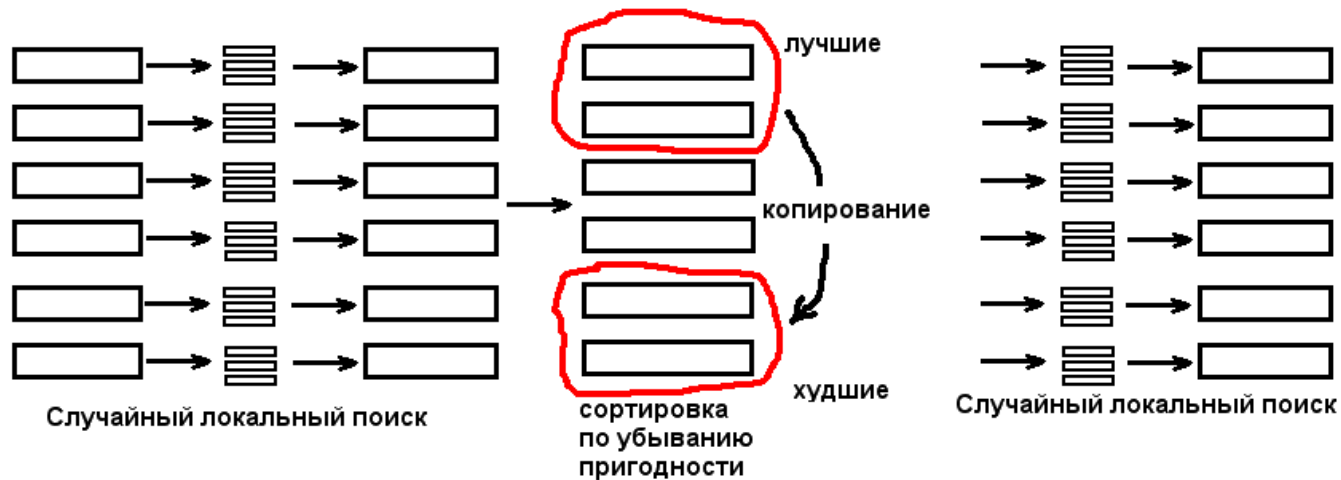 лучшие
копирование
худшие
Случайный локальный поиск
сортировка
по убыванию
пригодности
Случайный локальный поиск